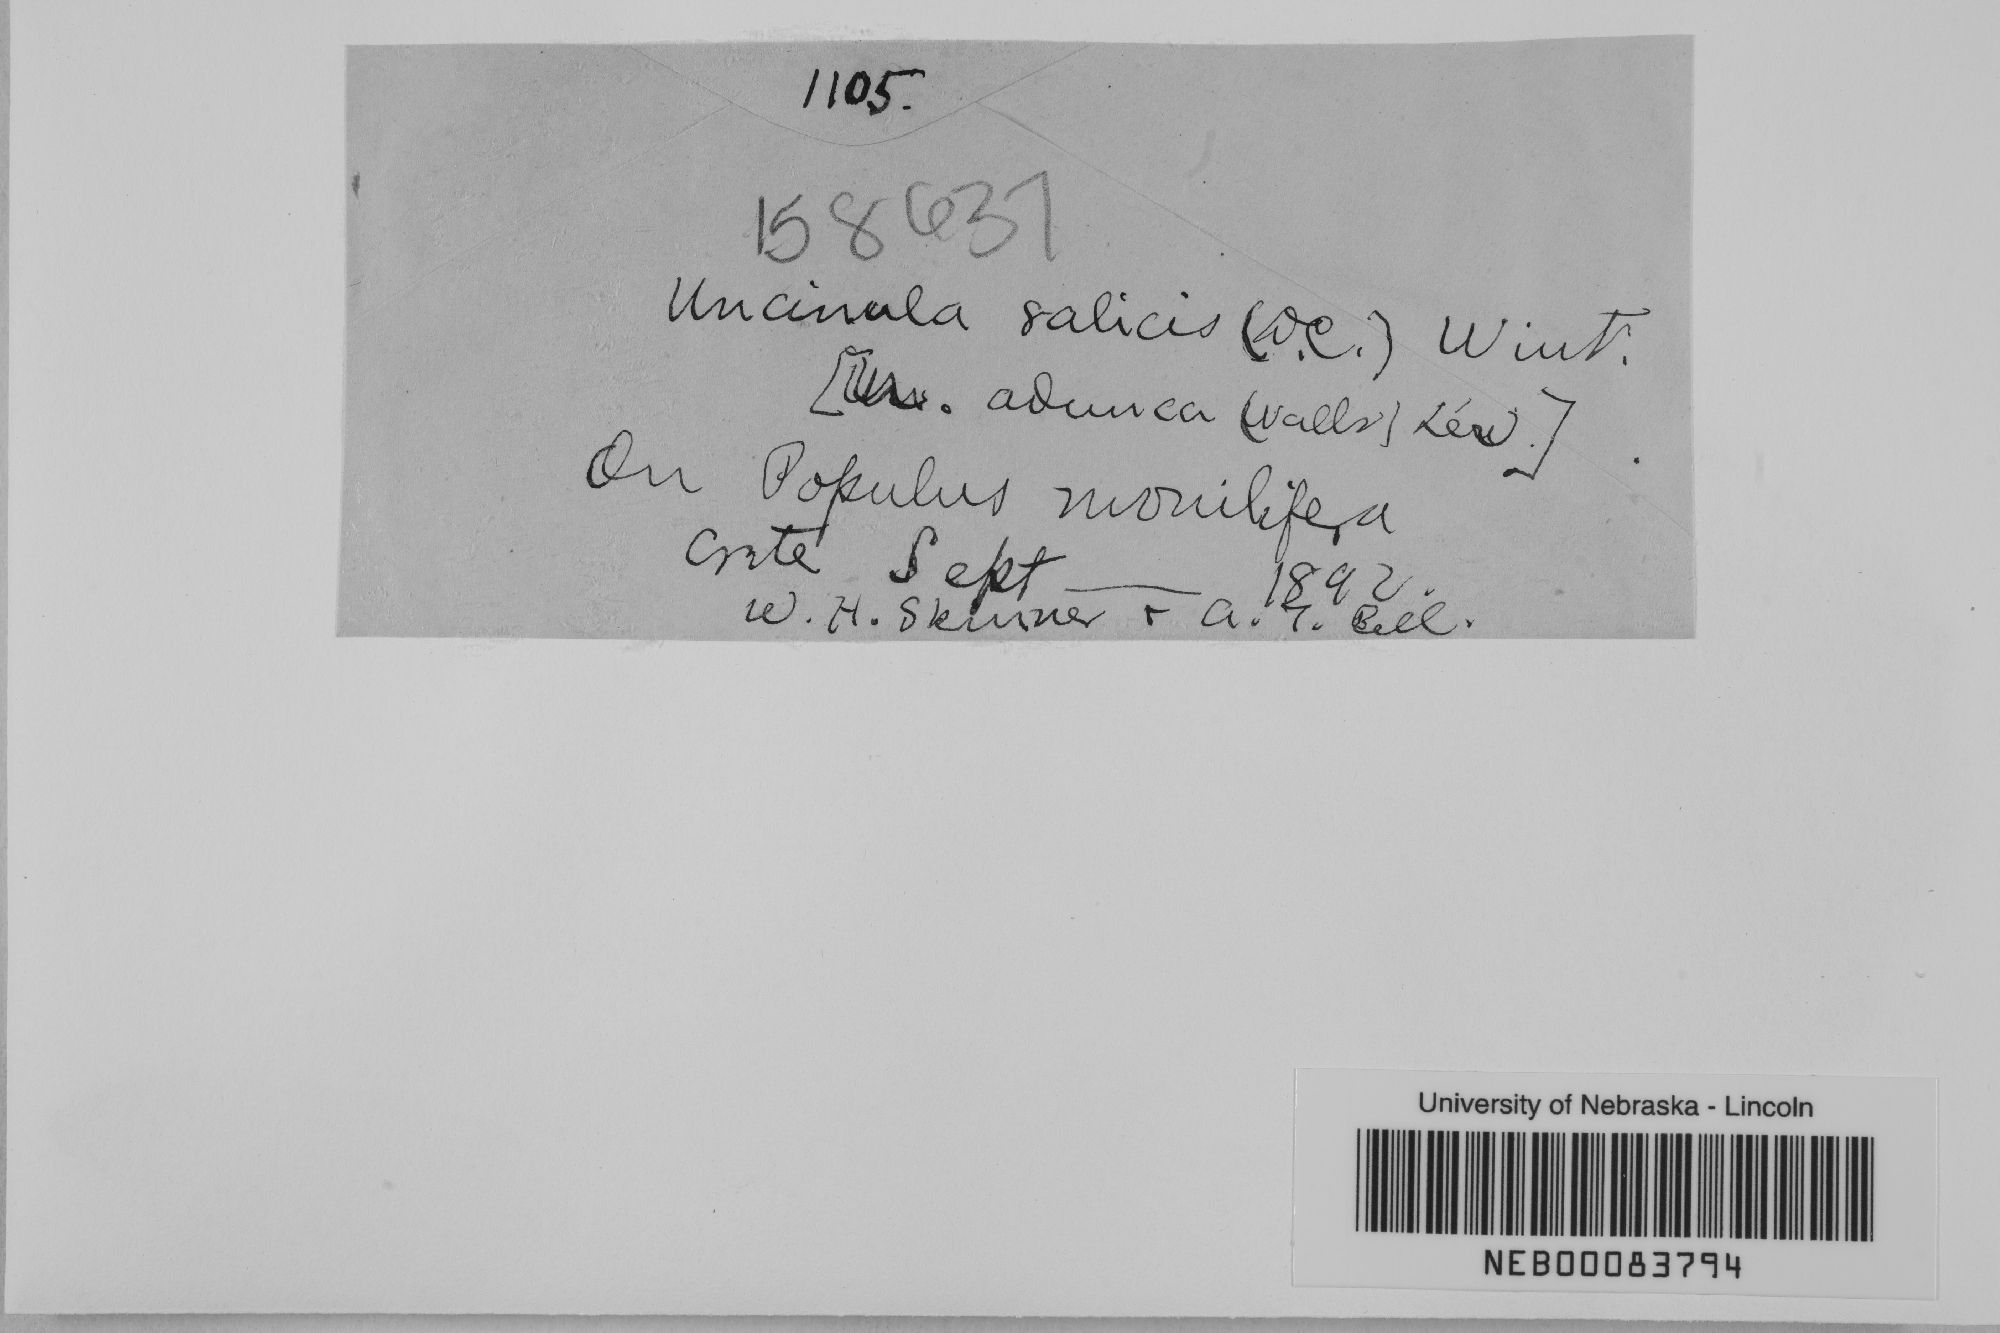 1105.
158637
Uncinula salicis (D.C.) Wint.
[Un. adunca (Wallr) Lév.]
On Populus monilifera
Crete Sept — 1892.
W. H. Skinner + A. T. Bell.
University of Nebraska - Lincoln
NEB00083794